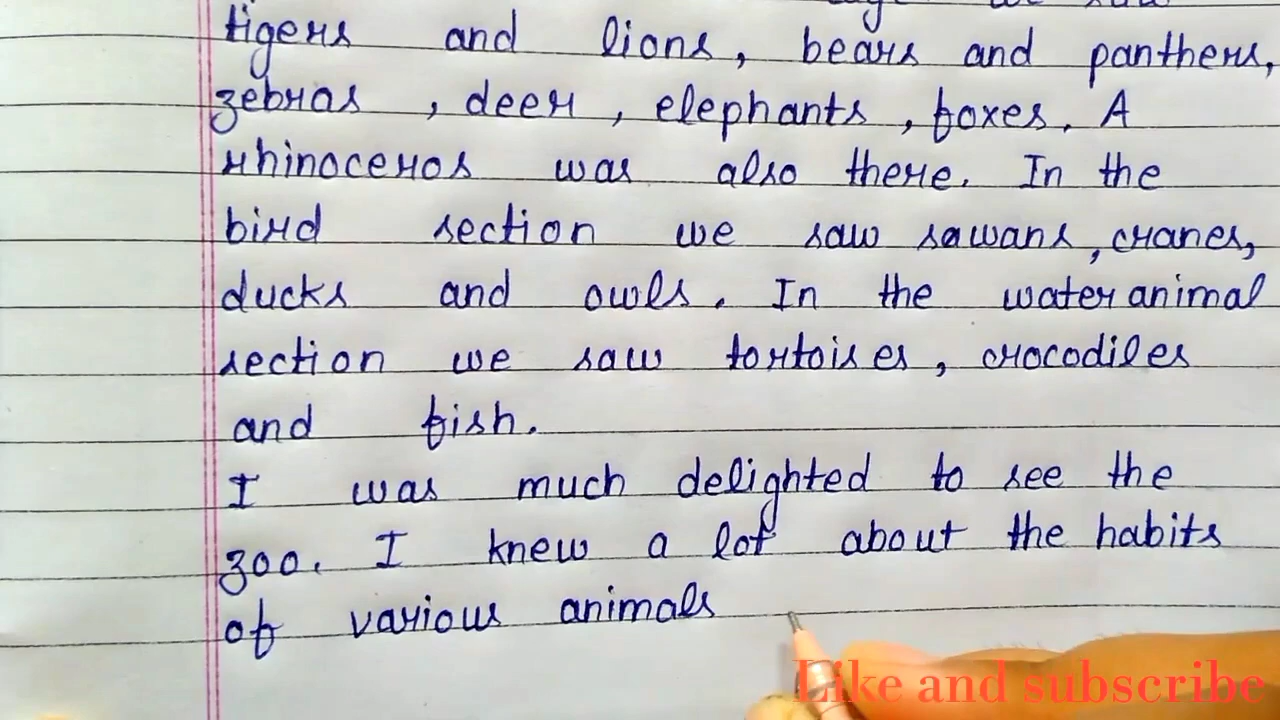 we saw
tigers and lions, bears and panthers,
zebras , deer , elephants , foxes. A
rhinoceros was also there. In the
bird section we saw sawans, cranes,
ducks and owls. In the water animal
section we saw tortoises, crocodiles
and fish.
I was much delighted to see the
zoo. I knew a lot about the habits
of various animals
Like and subscribe